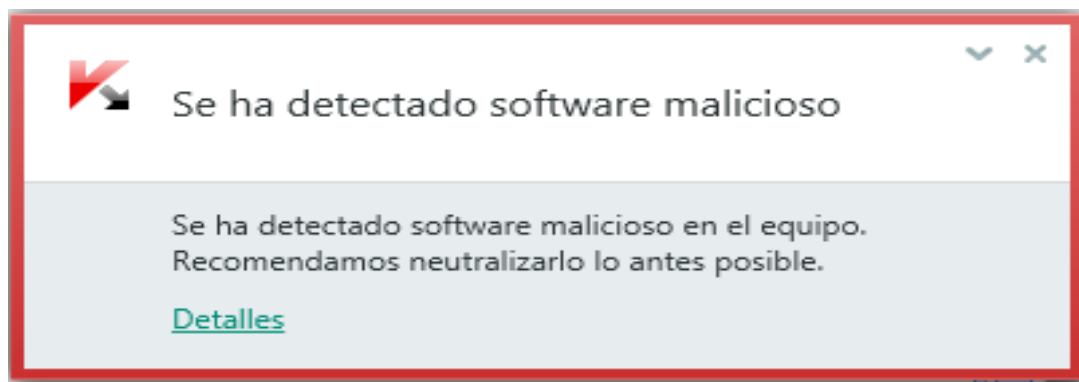 Se ha detectado software malicioso
Se ha detectado software malicioso en el equipo.
Recomendamos neutralizarlo lo antes posible.
Detalles